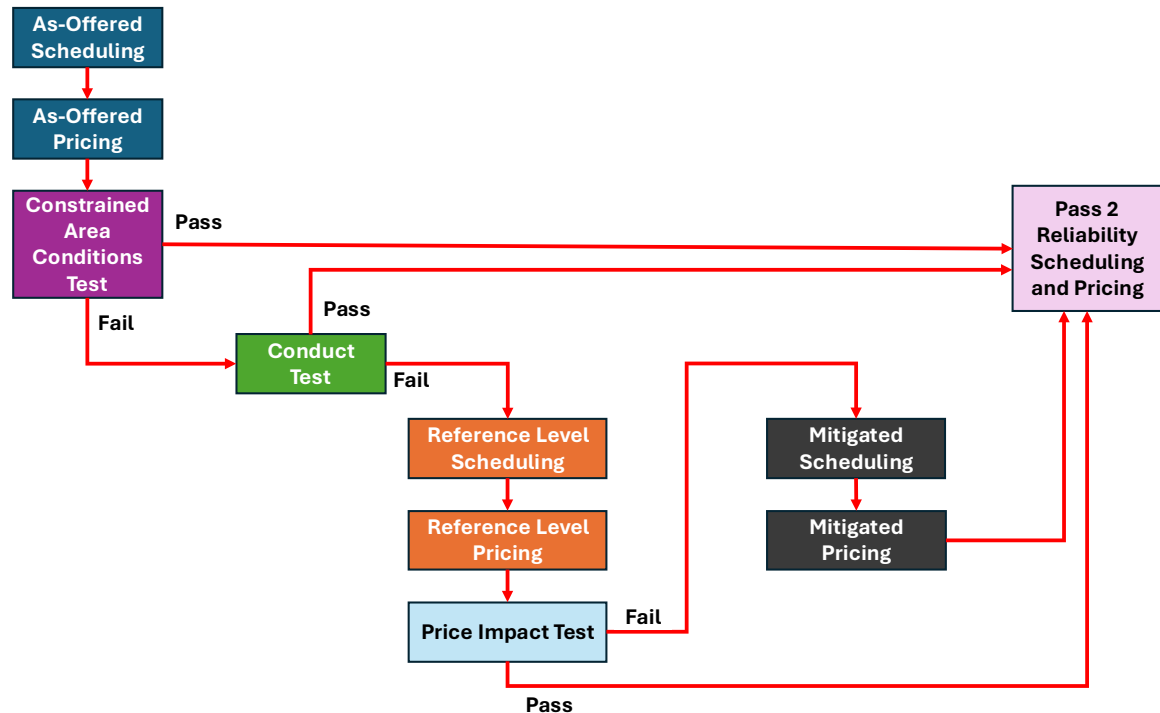 As-Offered
Scheduling
As-Offered
Pricing
Constrained
Area
Conditions
Test
Pass
Pass 2
Reliability
Scheduling
and Pricing
Fail
Pass
Conduct
Test
Fail
Reference Level
Scheduling
Mitigated
Scheduling
Reference Level
Pricing
Mitigated
Pricing
Price Impact Test
Fail
Pass